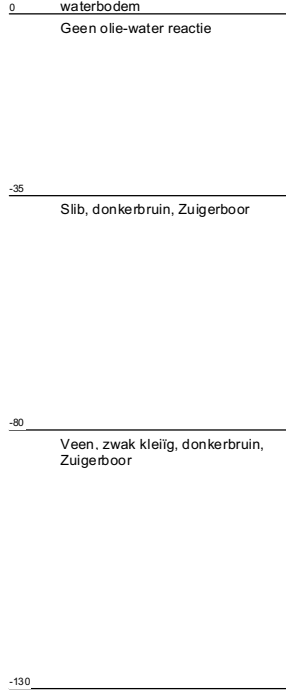 0 waterbodem
Geen olie-water reactie
-35
Slib, donkerbruin, Zuigerboor
-80
Veen, zwak kleiïg, donkerbruin,
Zuigerboor
-130